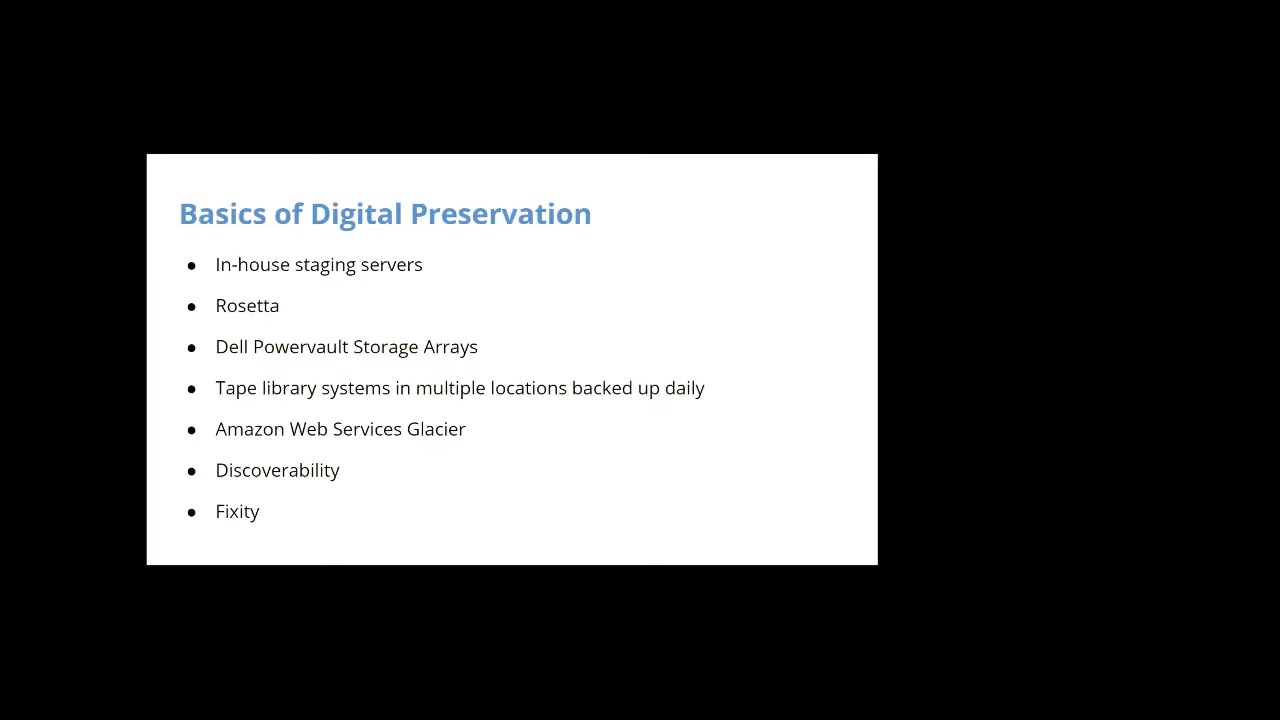 Basics of Digital Preservation
● In-house staging servers
● Rosetta
● Dell Powervault Storage Arrays
● Tape library systems in multiple locations backed up daily
● Amazon Web Services Glacier
● Discoverability
● Fixity